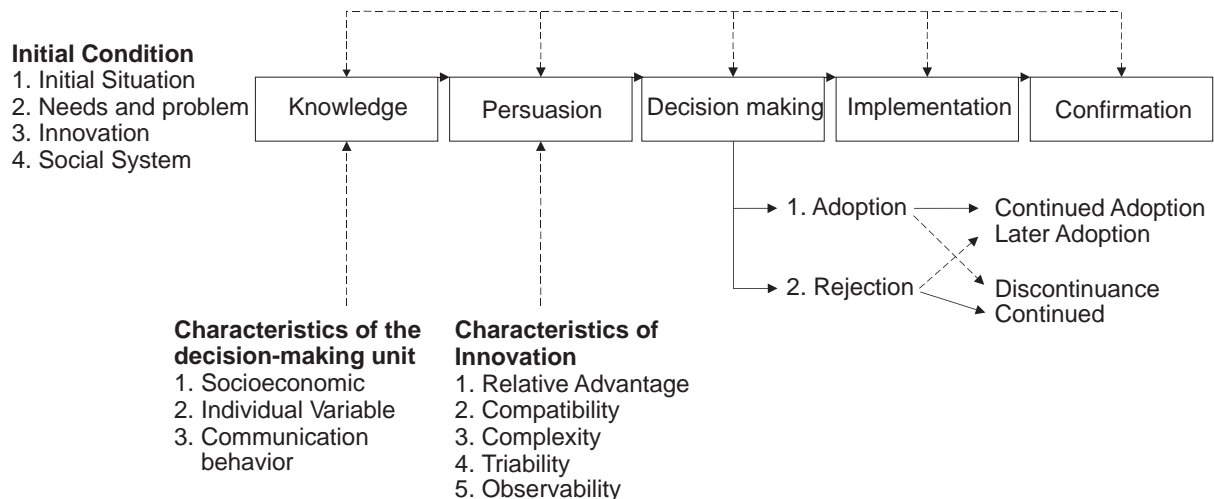 Initial Condition
1. Initial Situation
2. Needs and problem
3. Innovation
4. Social System
Knowledge
Persuasion
Decision making
Implementation
Confirmation
1. Adoption
Continued Adoption
Later Adoption
2. Rejection
Discontinuance
Continued
Characteristics of the
decision-making unit
1. Socioeconomic
2. Individual Variable
3. Communication
behavior
Characteristics of
Innovation
1. Relative Advantage
2. Compatibility
3. Complexity
4. Triability
5. Observability